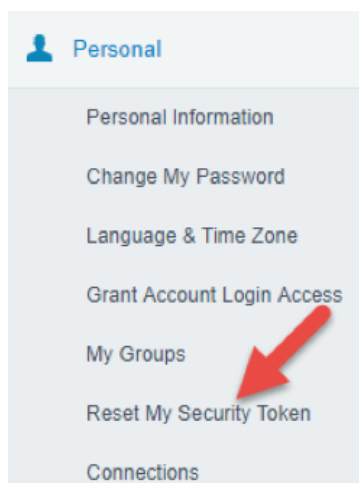 Personal
Personal Information
Change My Password
Language & Time Zone
Grant Account Login Access
My Groups
Reset My Security Token
Connections